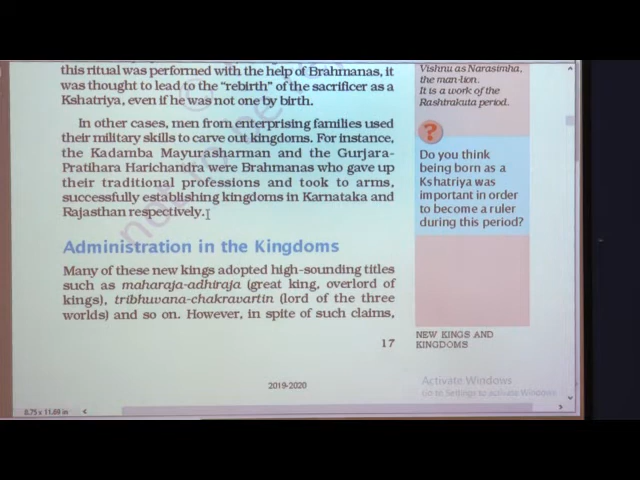 this ritual was performed with the help of Brahmanas, it
was thought to lead to the "rebirth" of the sacrificer as a
Kshatriya, even if he was not one by birth.
In other cases, men from enterprising families used
their military skills to carve out kingdoms. For instance,
the Kadamba Mayurasharman and the Gurjara-
Pratihara Harichandra were Brahmanas who gave up
their traditional professions and took to arms,
successfully establishing kingdoms in Karnataka and
Rajasthan respectively.
Administration in the Kingdoms
Many of these new kings adopted high-sounding titles
such as maharaja-adhiraja (great king, overlord of
kings), tribhuvana-chakravartin (lord of the three
worlds) and so on. However, in spite of such claims,
Vishnu as Narasimha,
the man-lion.
It is a work of the
Rashtrakuta period.
?
Do you think
being born as a
Kshatriya was
important in order
to become a ruler
during this period?
17
NEW KINGS AND
KINGDOMS
2019-2020
Activate Windows
Go to Settings to activate Windows.
8.75 x 11.68 in